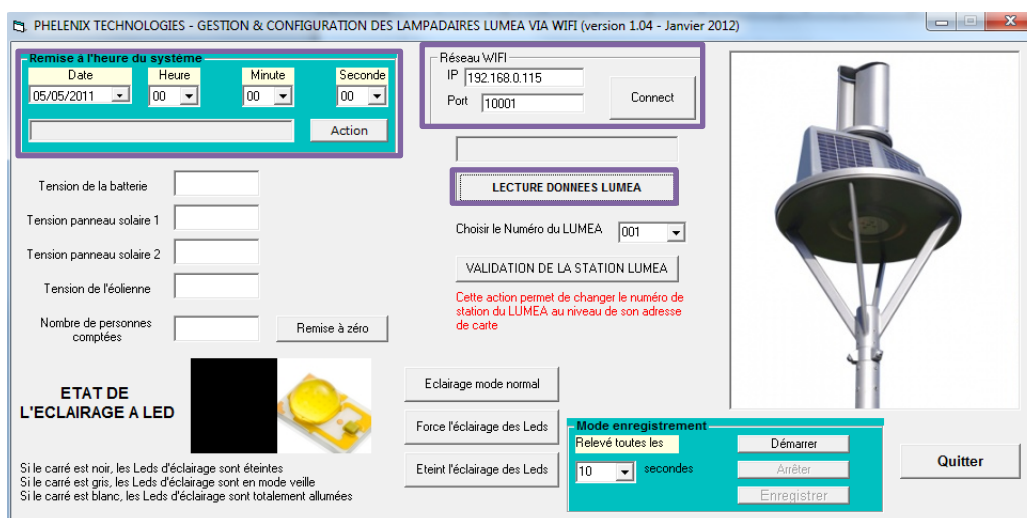 PHELENIX TECHNOLOGIES - GESTION & CONFIGURATION DES LAMPADAIRES LUMEA VIA WIFI (version 1.04 - Janvier 2012)
Remise à l'heure du système
Date Heure Minute Seconde
05/05/2011 00 00 00
Action
Réseau WIFI
IP 192.168.0.115
Port 10001
Connect
LECTURE DONNEES LUMEA
Choisir le Numéro du LUMEA 001
VALIDATION DE LA STATION LUMEA
Cette action permet de changer le numéro de
station du LUMEA au niveau de son adresse
de carte
Tension de la batterie
Tension panneau solaire 1
Tension panneau solaire 2
Tension de l'éolienne
Nombre de personnes
comptées
Remise à zéro
ETAT DE
L'ECLAIRAGE A LED
Si le carré est noir, les Leds d'éclairage sont éteintes
Si le carré est gris, les Leds d'éclairage sont en mode veille
Si le carré est blanc, les Leds d'éclairage sont totalement allumées
Eclairage mode normal
Force l'éclairage des Leds
Eteint l'éclairage des Leds
Mode enregistrement
Relevé toutes les
10 secondes
Démarrer
Arrêter
Enregistrer
Quitter